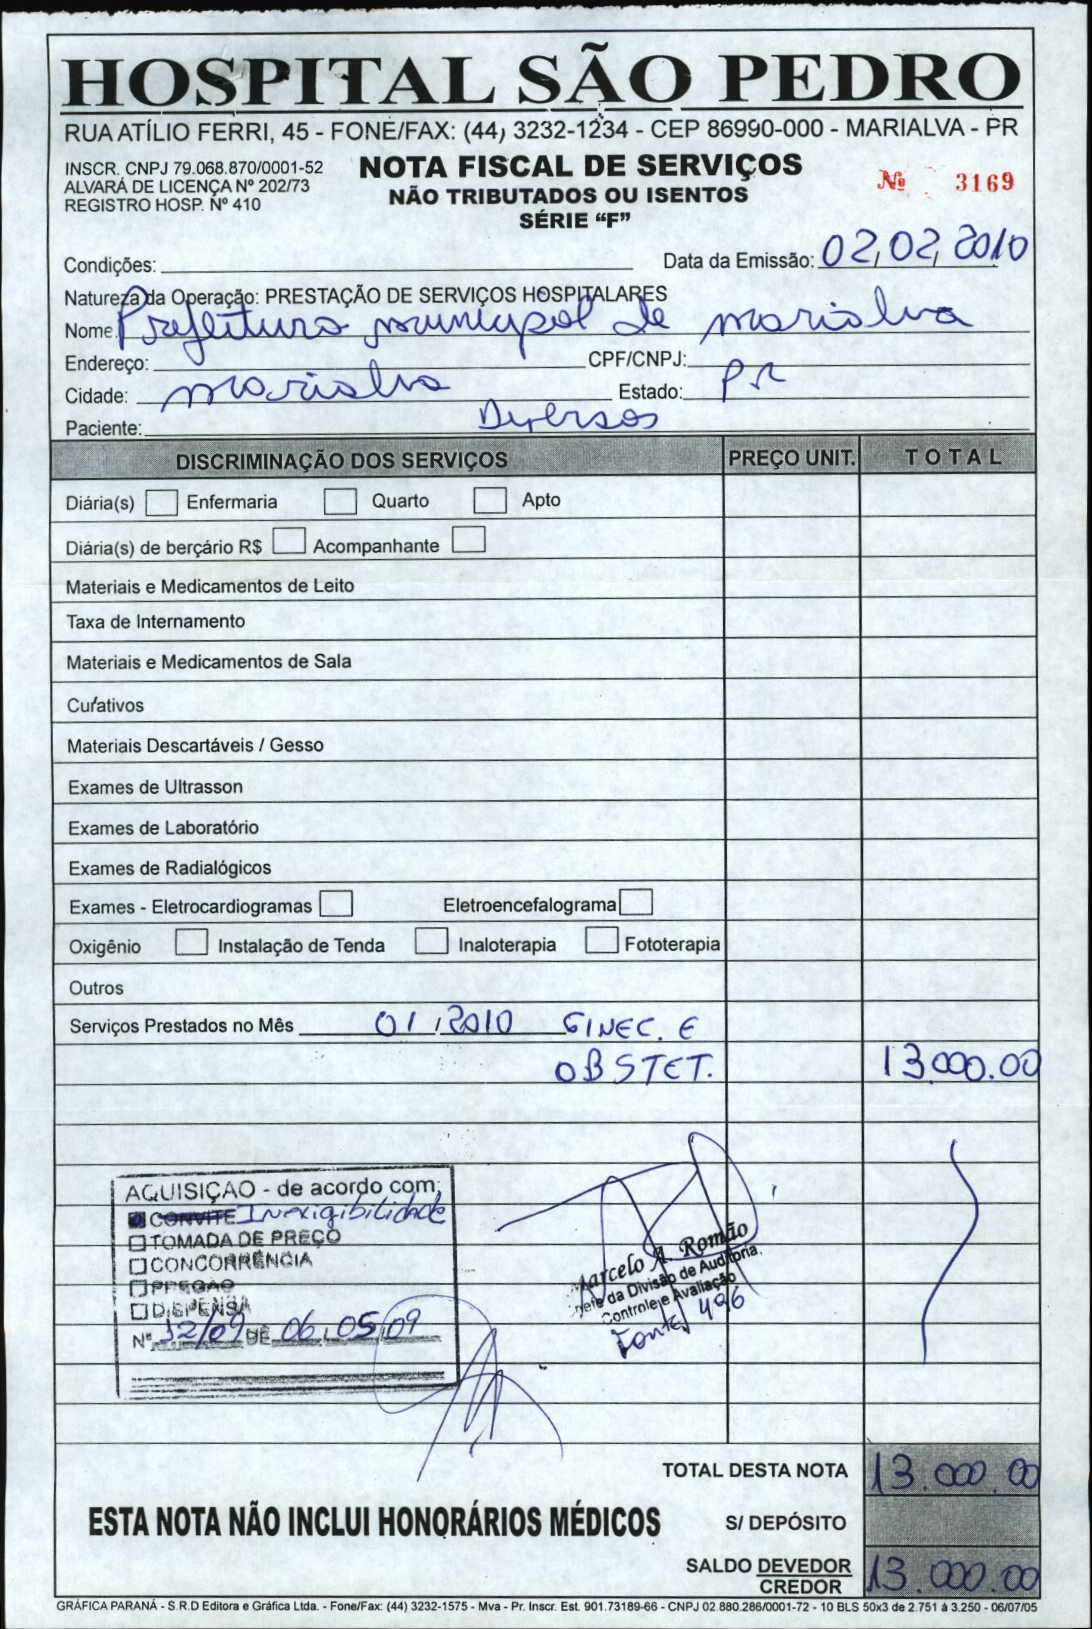 HOSPITAL SÃO PEDRO
RUA ATÍLIO FERRI, 45 - FONE/FAX: (44) 3232-1234 - CEP 86990-000 - MARIALVA - PR
INSCR. CNPJ 79.068.870/0001-52
ALVARÁ DE LICENÇA Nº 202/73
REGISTRO HOSP. Nº 410
NOTA FISCAL DE SERVIÇOS
NÃO TRIBUTADOS OU ISENTOS
SÉRIE “F”
Nº 3169
Condições: Data da Emissão: 02/02/2010
Natureza da Operação: PRESTAÇÃO DE SERVIÇOS HOSPITALARES
Nome Prefeitura municipal de marialva
Endereço: CPF/CNPJ:
Cidade: marialva Estado: PR
Paciente: Diversos
DISCRIMINAÇÃO DOS SERVIÇOS PREÇO UNIT. TOTAL
Diária(s) Enfermaria Quarto Apto
Diária(s) de berçário R$ Acompanhante
Materiais e Medicamentos de Leito
Taxa de Internamento
Materiais e Medicamentos de Sala
Curativos
Materiais Descartáveis / Gesso
Exames de Ultrasson
Exames de Laboratório
Exames de Radialógicos
Exames - Eletrocardiogramas Eletroencefalograma
Oxigênio Instalação de Tenda Inaloterapia Fototerapia
Outros
Serviços Prestados no Mês 01/2010 GINEC. E
OBSTET. 13.000.00
AQUISIÇAO - de acordo com:
CONVITE Inexigibilidade
TOMADA DE PREÇO
CONCORRÊNCIA
PREGAO
DISPENSA
Nº 12/09 DE 06/05/09
Marcelo A. Romão
Chefe da Divisão de Auditoria,
Controle e Avaliação
Fonte 496
TOTAL DESTA NOTA 13.000.00
ESTA NOTA NÃO INCLUI HONORÁRIOS MÉDICOS
S/ DEPÓSITO
SALDO DEVEDOR
CREDOR 13.000.00
GRÁFICA PARANÁ - S.R.D Editora e Gráfica Ltda. - Fone/Fax: (44) 3232-1575 - Mva - Pr. Inscr. Est. 901.73189-66 - CNPJ 02.880.286/0001-72 - 10 BLS 50x3 de 2.751 à 3.250 - 06/07/05